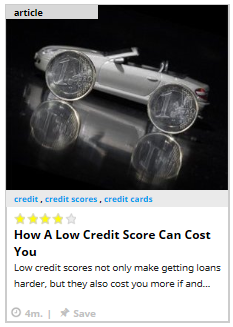 article
credit , credit scores , credit cards
How A Low Credit Score Can Cost
You
Low credit scores not only make getting loans
harder, but they also cost you more if and...
4m. | Save